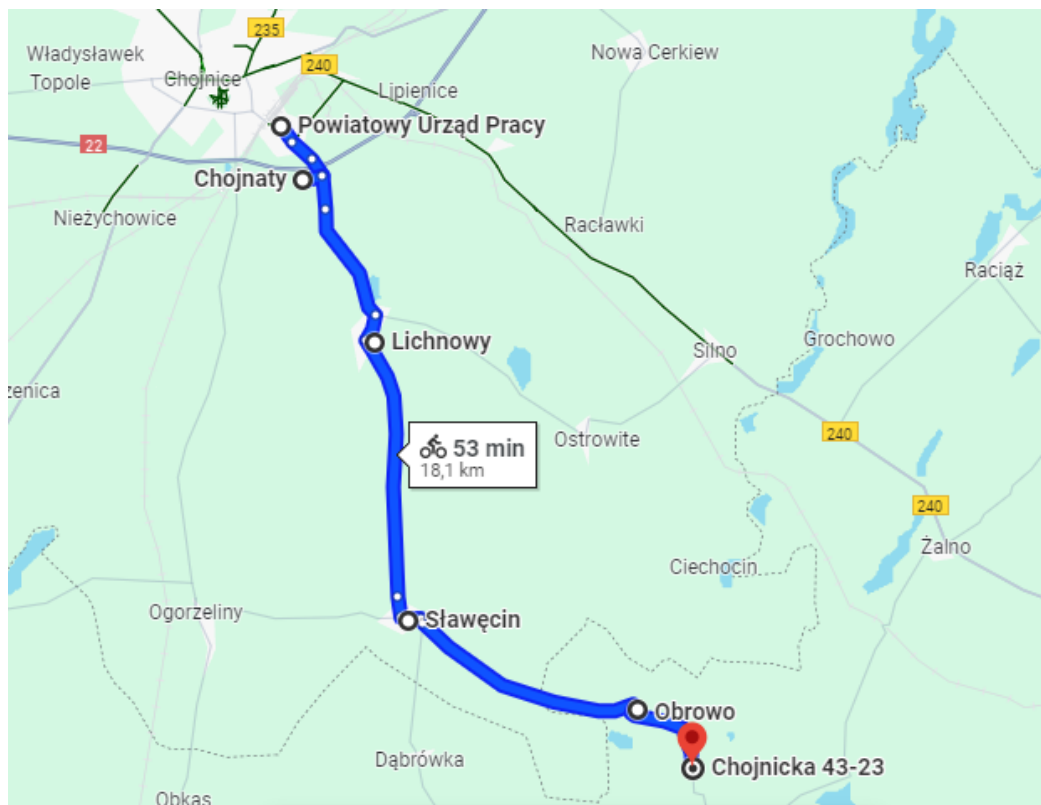 235
Władysławek
Nowa Cerkiew
240
Topole
Chojnice
Lipienice
Powiatowy Urząd Pracy
22
Chojnaty
Nieżychowice
Racławki
Raciąż
Lichnowy
Silno
Grochowo
zenica
240
Ostrowite
53 min
18,1 km
240
Żalno
Ciechocin
Ogorzeliny
Sławęcin
Obrowo
Dąbrówka
Chojnicka 43-23
Obkas